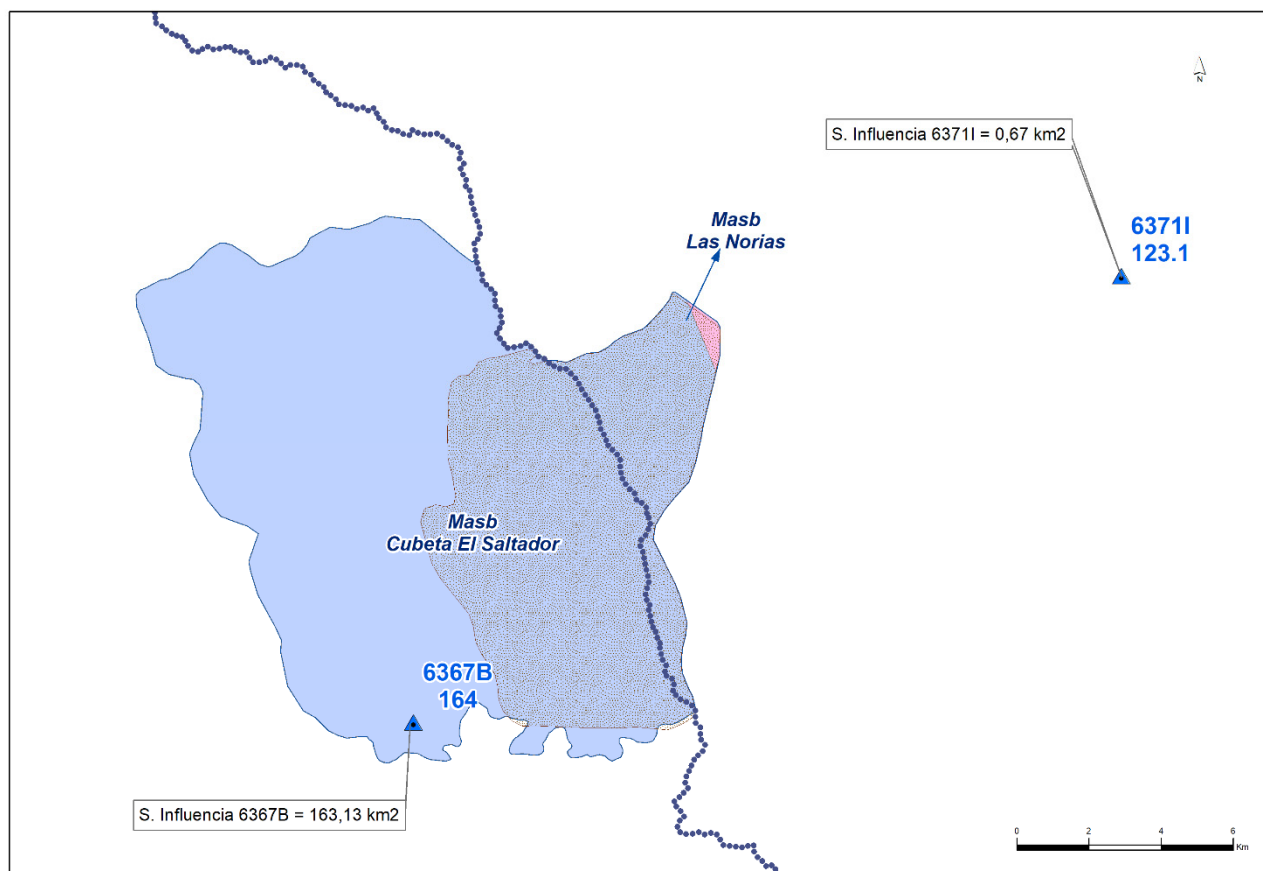 N
S. Influencia 6371I = 0,67 km2
Masb
Las Norias
6371I
123.1
Masb
Cubeta El Saltador
6367B
164
S. Influencia 6367B = 163,13 km2
0 2 4 6
Km